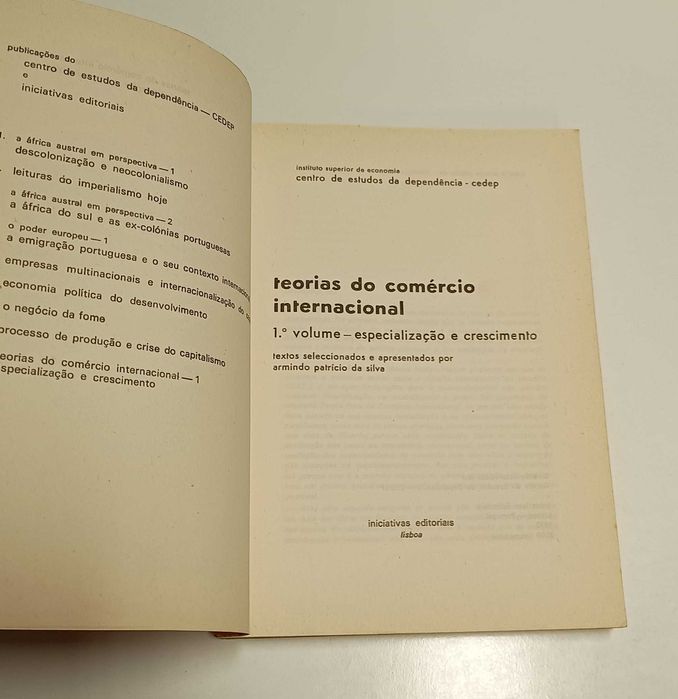 publicações do
centro de estudos da dependência — CEDEP
e
iniciativas editoriais
a áfrica austral em perspectiva — 1
descolonização e neocolonialismo
leituras do imperialismo hoje
a áfrica austral em perspectiva — 2
a áfrica do sul e as ex-colónias portuguesas
o poder europeu — 1
a emigração portuguesa e o seu contexto internacional
empresas multinacionais e internacionalização do
economia política do desenvolvimento
o negócio da fome
processo de produção e crise do capitalismo
teorias do comércio internacional — 1
especialização e crescimento
instituto superior de economia
centro de estudos da dependência - cedep
teorias do comércio
internacional
1.º volume – especialização e crescimento
textos seleccionados e apresentados por
armindo patrício da silva
iniciativas editoriais
lisboa